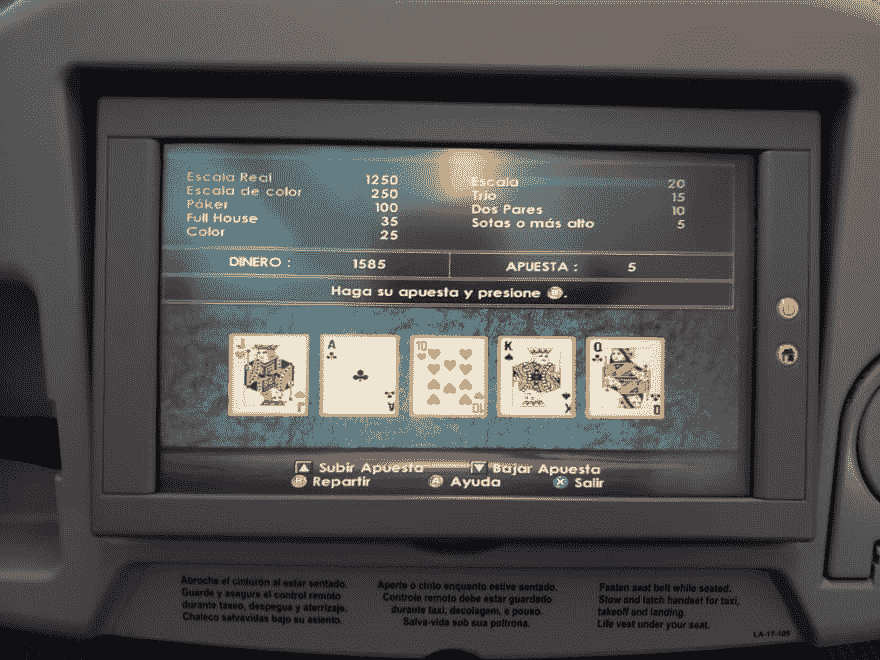 Escala Real 1250
Escala de color 250
Póker 100
Full House 35
Color 25
Escala 20
Trío 15
Dos Pares 10
Sotas o más alto 5
DINERO : 1585
APUESTA : 5
Haga su apuesta y presione
J A 10 K Q
J A 10 K Q
Subir Apuesta Bajar Apuesta
Repartir Ayuda Salir
Abroche el cinturón al estar sentado.
Guarde y asegure el control remoto
durante taxeo, despegue y aterrizaje.
Chaleco salvavidas bajo su asiento.
Aperte o cinto enquanto estive sentado.
Controle remoto debe estar guardado
durante taxi, decolagem, e pouso.
Salva-vida sob sua poltrona.
Fasten seat belt while seated.
Stow and latch handset for taxi,
takeoff and landing.
Life vest under your seat.
LA-17-105